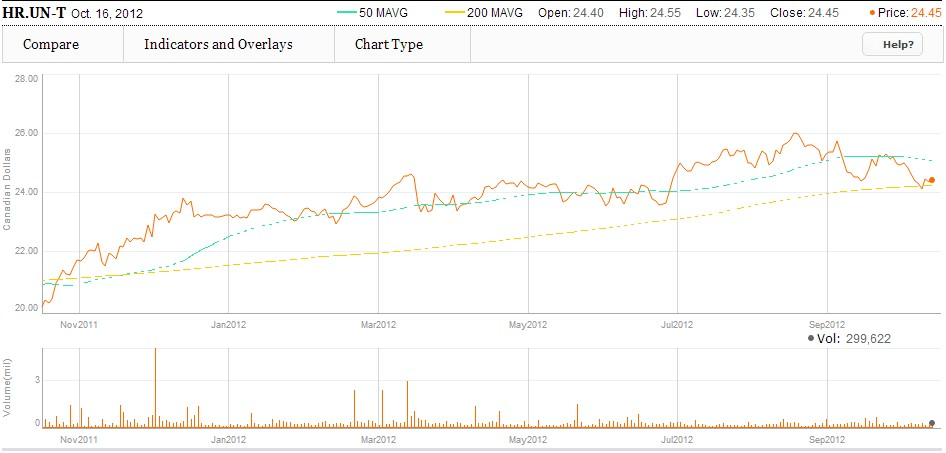 HR.UN-T Oct. 16, 2012 50 MAVG 200 MAVG Open: 24.40 High: 24.55 Low: 24.35 Close: 24.45 Price: 24.45
Compare Indicators and Overlays Chart Type Help?
28.00
26.00
24.00
22.00
20.00
Canadian Dollars
Nov2011 Jan2012 Mar2012 May2012 Jul2012 Sep2012
Vol: 299,622
3
0
Volume(mil)
Nov2011 Jan2012 Mar2012 May2012 Jul2012 Sep2012